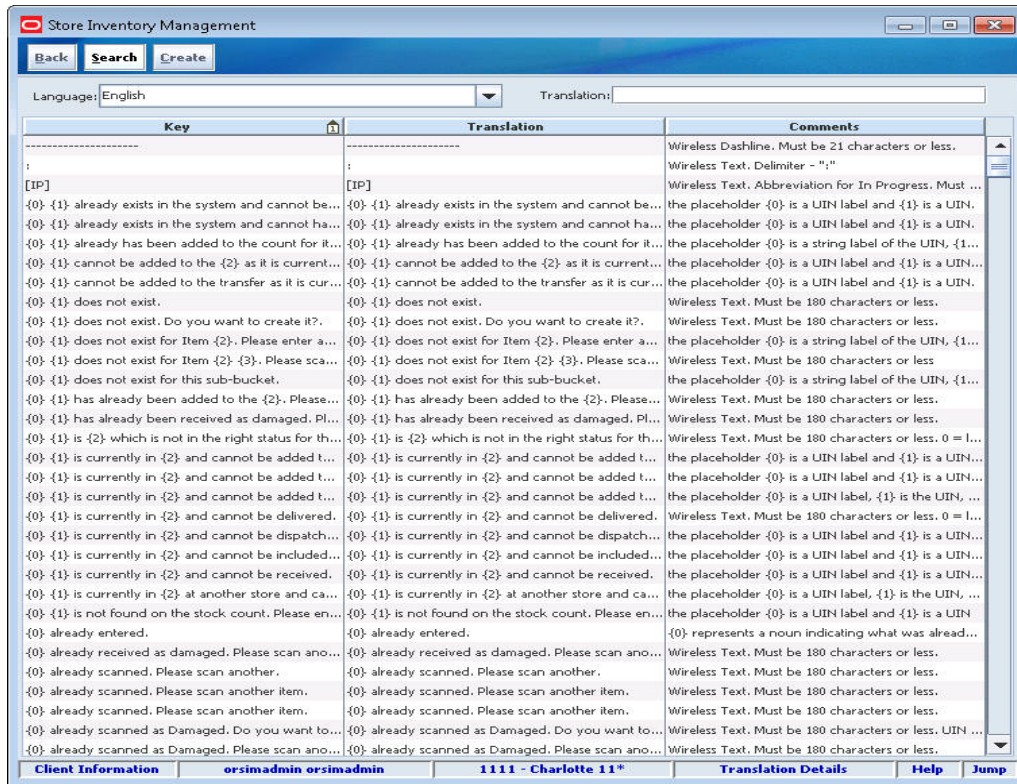 Store Inventory Management
Back Search Create
Language: English Translation:
Key 1 Translation Comments
--------------------- --------------------- Wireless Dashline. Must be 21 characters or less.
: : Wireless Text. Delimiter - ":"
[IP] [IP] Wireless Text. Abbreviation for In Progress. Must ...
{0} {1} already exists in the system and cannot be... {0} {1} already exists in the system and cannot be... the placeholder {0} is a UIN label and {1} is a UIN.
{0} {1} already exists in the system and cannot ha... {0} {1} already exists in the system and cannot ha... the placeholder {0} is a UIN label and {1} is a UIN.
{0} {1} already has been added to the count for it... {0} {1} already has been added to the count for it... the placeholder {0} is a string label of the UIN, {1...
{0} {1} cannot be added to the {2} as it is current... {0} {1} cannot be added to the {2} as it is current... the placeholder {0} is a UIN label and {1} is a UIN.
{0} {1} cannot be added to the transfer as it is cur... {0} {1} cannot be added to the transfer as it is cur... the placeholder {0} is a UIN label and {1} is a UIN.
{0} {1} does not exist. {0} {1} does not exist. Wireless Text. Must be 180 characters or less.
{0} {1} does not exist. Do you want to create it?. {0} {1} does not exist. Do you want to create it?. Wireless Text. Must be 180 characters or less.
{0} {1} does not exist for Item {2}. Please enter a... {0} {1} does not exist for Item {2}. Please enter a... the placeholder {0} is a string label of the UIN, {1...
{0} {1} does not exist for Item {2} {3}. Please sca... {0} {1} does not exist for Item {2} {3}. Please sca... Wireless Text. Must be 180 characters or less
{0} {1} does not exist for this sub-bucket. {0} {1} does not exist for this sub-bucket. the placeholder {0} is a string label of the UIN, {1...
{0} {1} has already been added to the {2}. Please... {0} {1} has already been added to the {2}. Please... Wireless Text. Must be 180 characters or less.
{0} {1} has already been received as damaged. Pl... {0} {1} has already been received as damaged. Pl... Wireless Text. Must be 180 characters or less.
{0} {1} is {2} which is not in the right status for th... {0} {1} is {2} which is not in the right status for th... Wireless Text. Must be 180 characters or less. 0 = l...
{0} {1} is currently in {2} and cannot be added t... {0} {1} is currently in {2} and cannot be added t... the placeholder {0} is a UIN label and {1} is a UIN...
{0} {1} is currently in {2} and cannot be added t... {0} {1} is currently in {2} and cannot be added t... the placeholder {0} is a UIN label and {1} is a UIN...
{0} {1} is currently in {2} and cannot be added t... {0} {1} is currently in {2} and cannot be added t... the placeholder {0} is a UIN label, {1} is the UIN, ...
{0} {1} is currently in {2} and cannot be delivered. {0} {1} is currently in {2} and cannot be delivered. Wireless Text. Must be 180 characters or less. 0 = l...
{0} {1} is currently in {2} and cannot be dispatch... {0} {1} is currently in {2} and cannot be dispatch... the placeholder {0} is a UIN label and {1} is a UIN...
{0} {1} is currently in {2} and cannot be included... {0} {1} is currently in {2} and cannot be included... the placeholder {0} is a UIN label and {1} is a UIN...
{0} {1} is currently in {2} and cannot be received. {0} {1} is currently in {2} and cannot be received. the placeholder {0} is a UIN label and {1} is a UIN...
{0} {1} is currently in {2} at another store and ca... {0} {1} is currently in {2} at another store and ca... the placeholder {0} is a UIN label, {1} is the UIN, ...
{0} {1} is not found on the stock count. Please en... {0} {1} is not found on the stock count. Please en... the placeholder {0} is a UIN label and {1} is a UIN
{0} already entered. {0} already entered. {0} represents a noun indicating what was alread...
{0} already received as damaged. Please scan ano... {0} already received as damaged. Please scan ano... Wireless Text. Must be 180 characters or less.
{0} already scanned. Please scan another. {0} already scanned. Please scan another. Wireless Text. Must be 180 characters or less.
{0} already scanned. Please scan another item. {0} already scanned. Please scan another item. Wireless Text. Must be 180 characters or less.
{0} already scanned. Please scan another item. {0} already scanned. Please scan another item. Wireless Text. Must be 180 characters or less.
{0} already scanned as Damaged. Do you want to... {0} already scanned as Damaged. Do you want to... Wireless Text. Must be 180 characters or less. UIN ...
{0} already scanned as Damaged. Please scan ano... {0} already scanned as Damaged. Please scan ano... Wireless Text. Must be 180 characters or less.
Client Information orsimadmin orsimadmin 1111 - Charlotte 11* Translation Details Help Jump